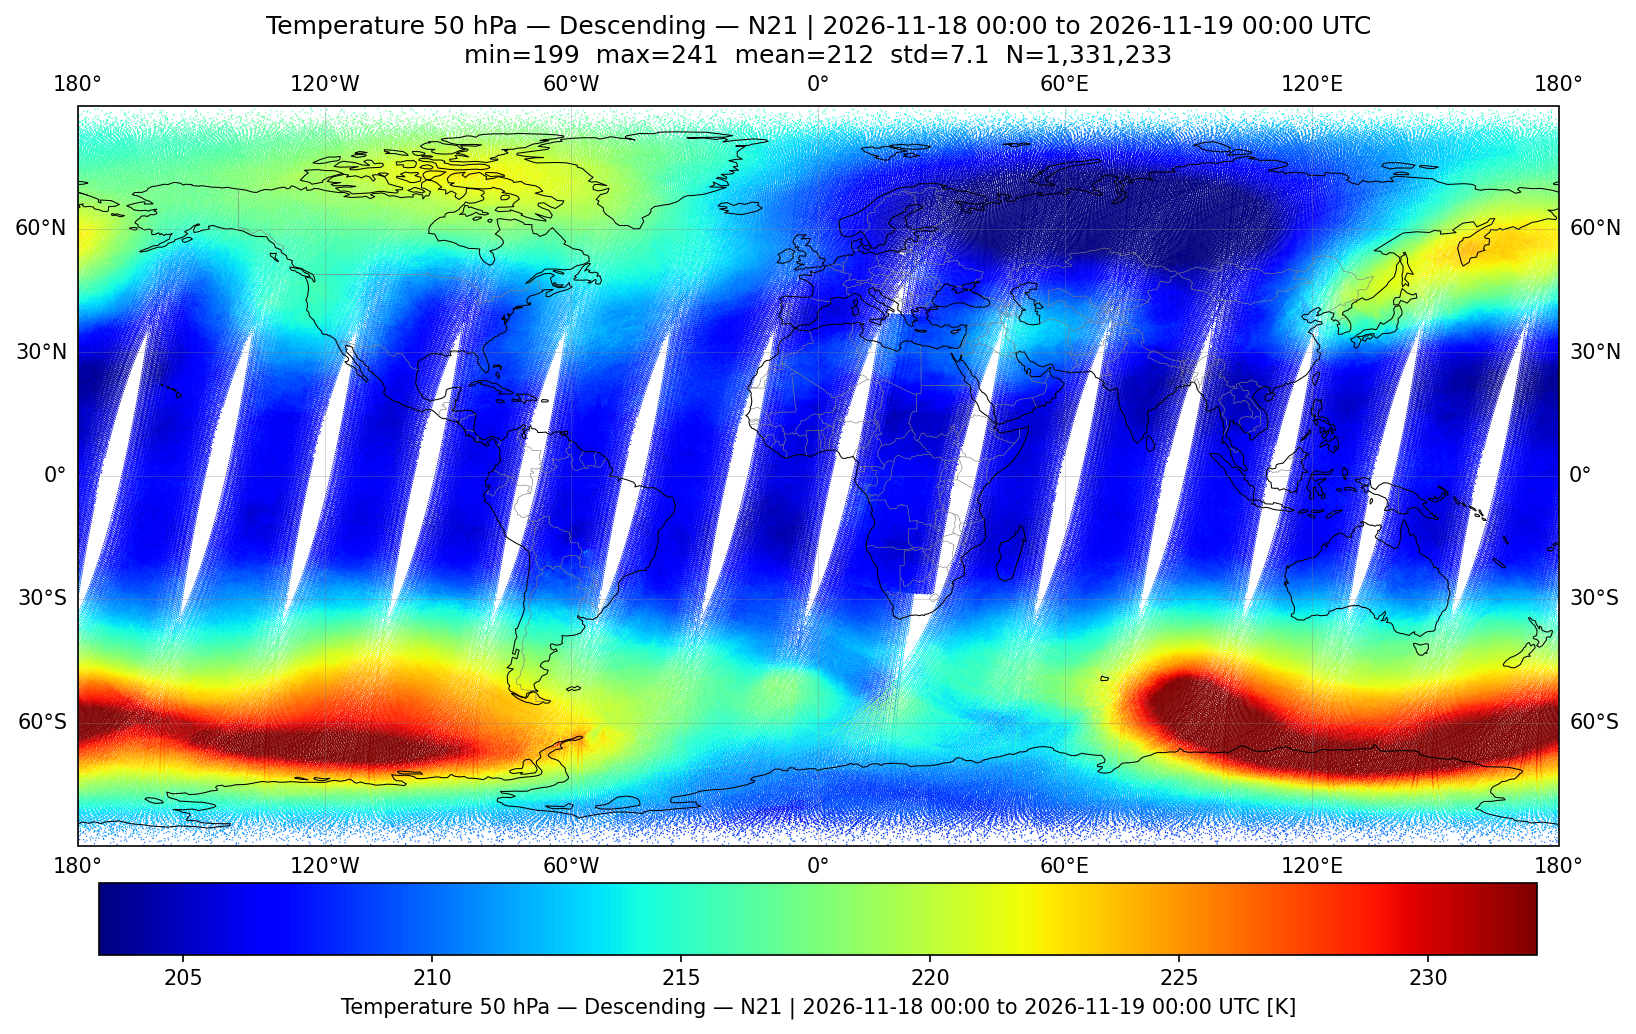 Temperature 50 hPa — Descending — N21 | 2026-11-18 00:00 to 2026-11-19 00:00 UTC
min=199 max=241 mean=212 std=7.1 N=1,331,233
180° 120°W 60°W 0° 60°E 120°E 180°
60°N 60°N
30°N 30°N
0° 0°
30°S 30°S
60°S 60°S
180° 120°W 60°W 0° 60°E 120°E 180°
205 210 215 220 225 230
Temperature 50 hPa — Descending — N21 | 2026-11-18 00:00 to 2026-11-19 00:00 UTC [K]